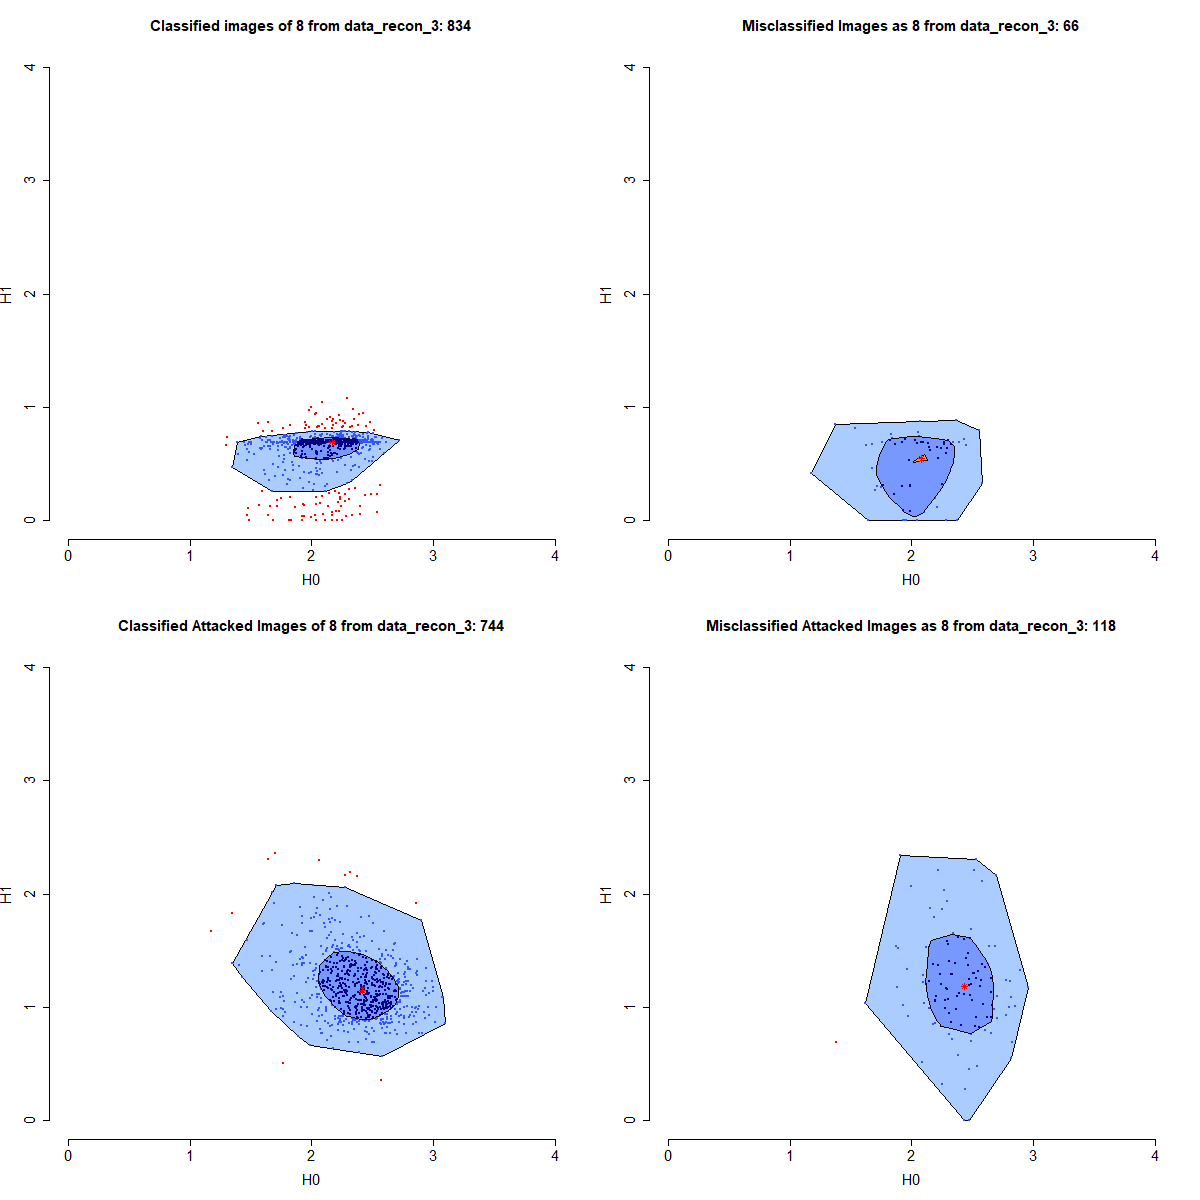 Classified images of 8 from data_recon_3: 834
4
3
2
1
0
H1
0 1 2 3 4
H0
Misclassified Images as 8 from data_recon_3: 66
4
3
2
1
0
H1
0 1 2 3 4
H0
Classified Attacked Images of 8 from data_recon_3: 744
4
3
2
1
0
H1
0 1 2 3 4
H0
Misclassified Attacked Images as 8 from data_recon_3: 118
4
3
2
1
0
H1
0 1 2 3 4
H0